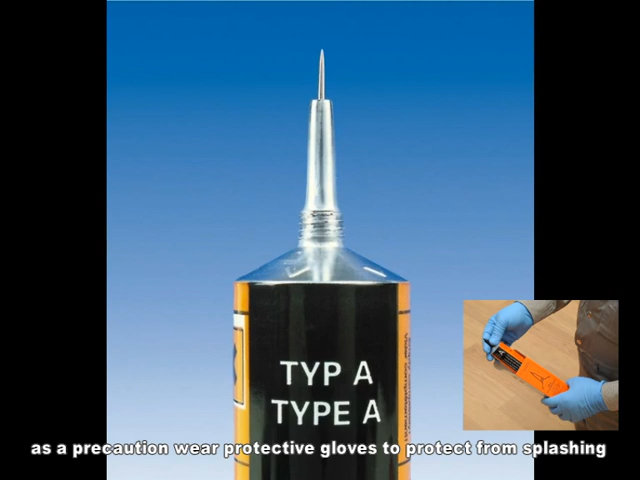 TYP A
TYPE A
as a precaution wear protective gloves to protect from splashing